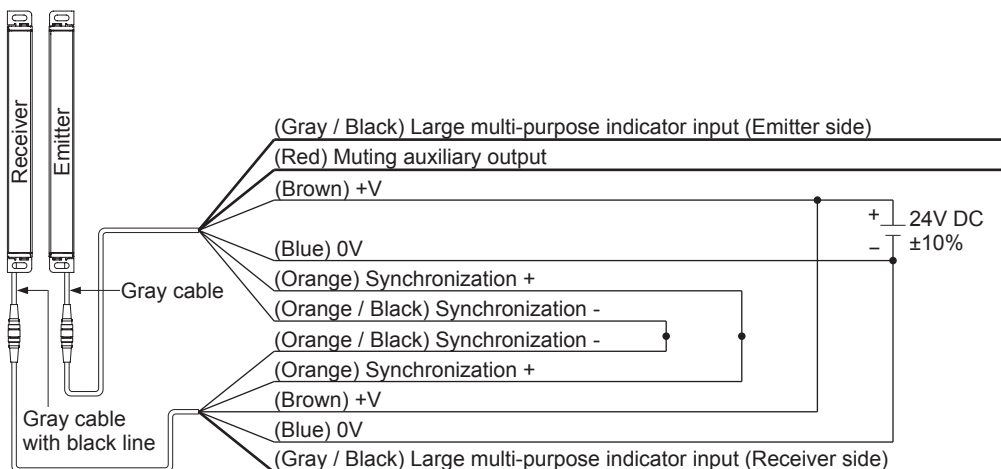 Receiver
Emitter
(Gray / Black) Large multi-purpose indicator input (Emitter side)
(Red) Muting auxiliary output
(Brown) +V
+
24V DC
−
±10%
(Blue) 0V
(Orange) Synchronization +
Gray cable
(Orange / Black) Synchronization -
(Orange / Black) Synchronization -
(Orange) Synchronization +
(Brown) +V
Gray cable
with black line
(Blue) 0V
(Gray / Black) Large multi-purpose indicator input (Receiver side)